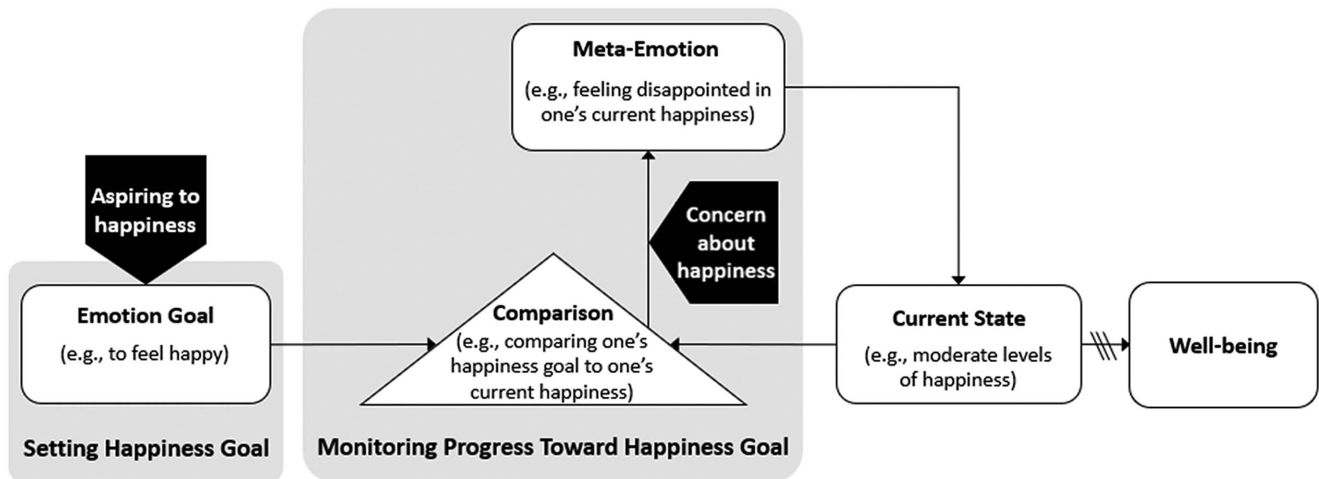 Meta-Emotion
(e.g., feeling disappointed in
one's current happiness)
Aspiring to
happiness
Concern
about
happiness
Emotion Goal
(e.g., to feel happy)
Comparison
(e.g., comparing one's
happiness goal to one's
current happiness)
Current State
(e.g., moderate levels
of happiness)
Well-being
Setting Happiness Goal
Monitoring Progress Toward Happiness Goal